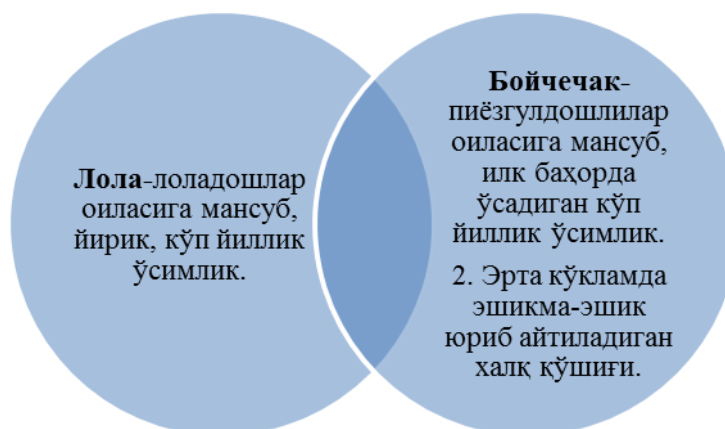 Лола-лоладошлар
оиласига мансуб,
йирик, кўп йиллик
ўсимлик.
Бойчечак-
пиёзгулдошлилар
оиласига мансуб,
илк баҳорда
ўсадиган кўп
йиллик ўсимлик.
2. Эрта кўкламда
эшикма-эшик
юриб айтиладиган
халқ қўшиғи.